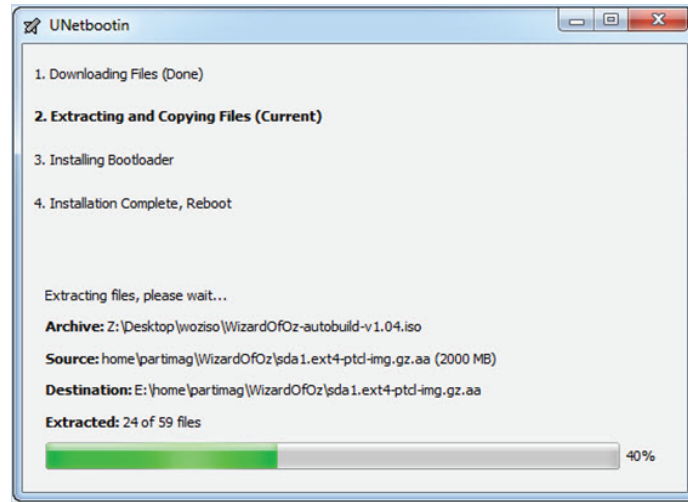 UNetbootin
1. Downloading Files (Done)
2. Extracting and Copying Files (Current)
3. Installing Bootloader
4. Installation Complete, Reboot
Extracting files, please wait...
Archive: Z:\Desktop\woziso\WizardOfOz-autobuild-v1.04.iso
Source: home\partimag\WizardOfOz\sda1.ext4-ptcl-img.gz.aa (2000 MB)
Destination: E:\home\partimag\WizardOfOz\sda1.ext4-ptcl-img.gz.aa
Extracted: 24 of 59 files
40%